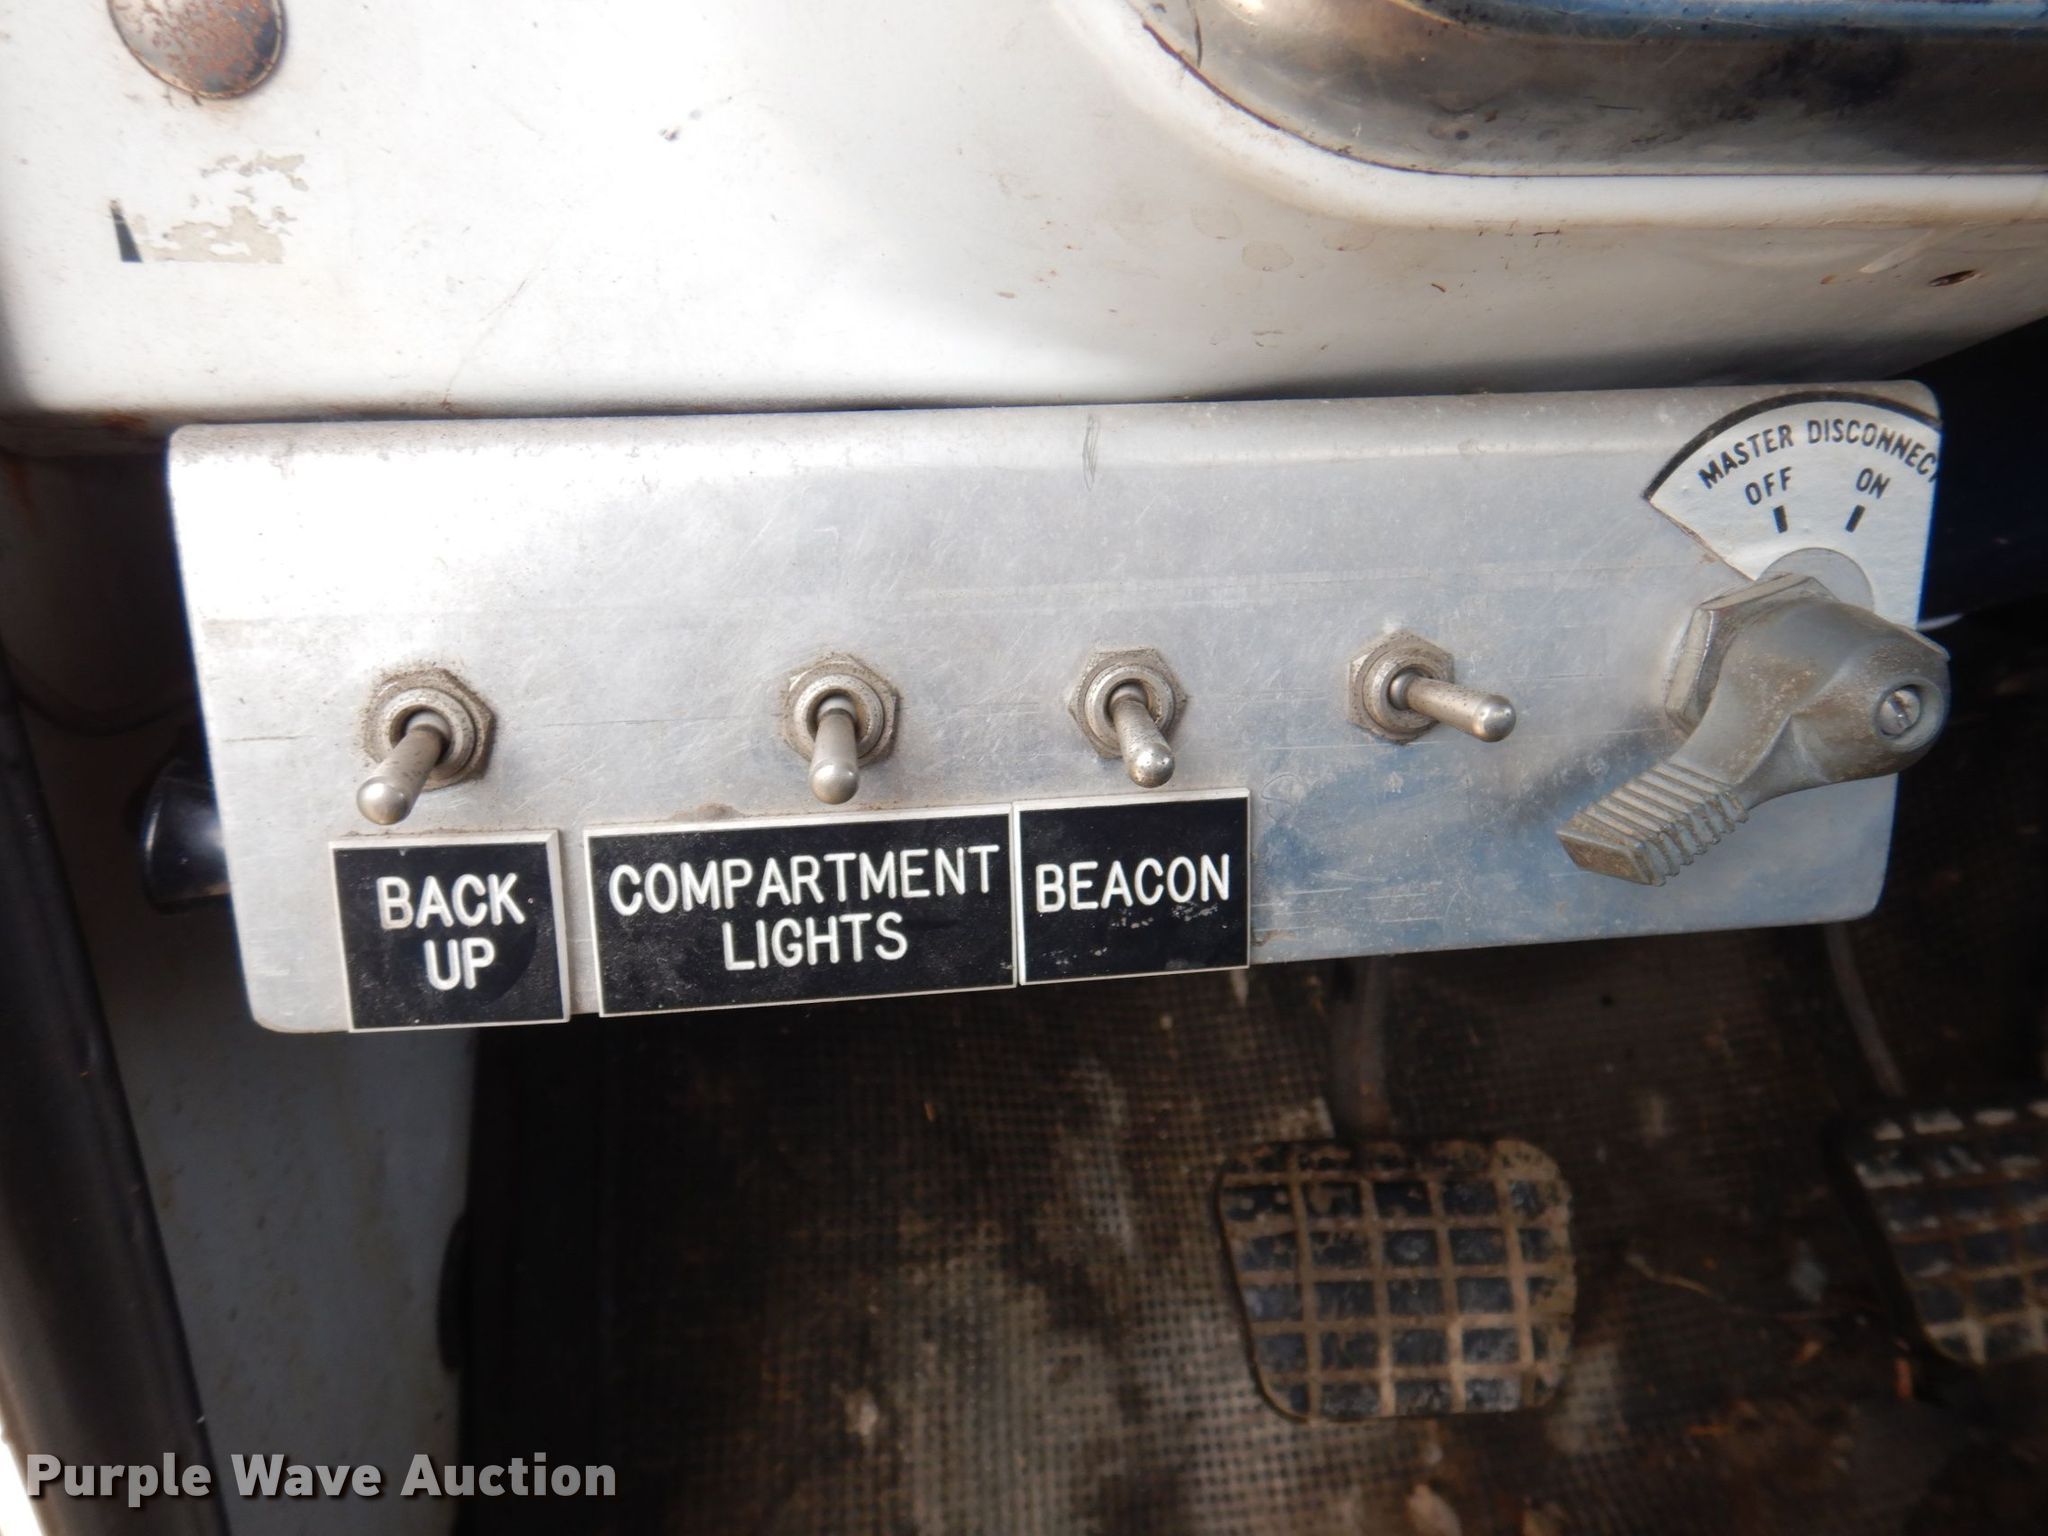 MASTER DISCONNECT
OFF ON
BACK
UP
COMPARTMENT
LIGHTS
BEACON
Purple Wave Auction